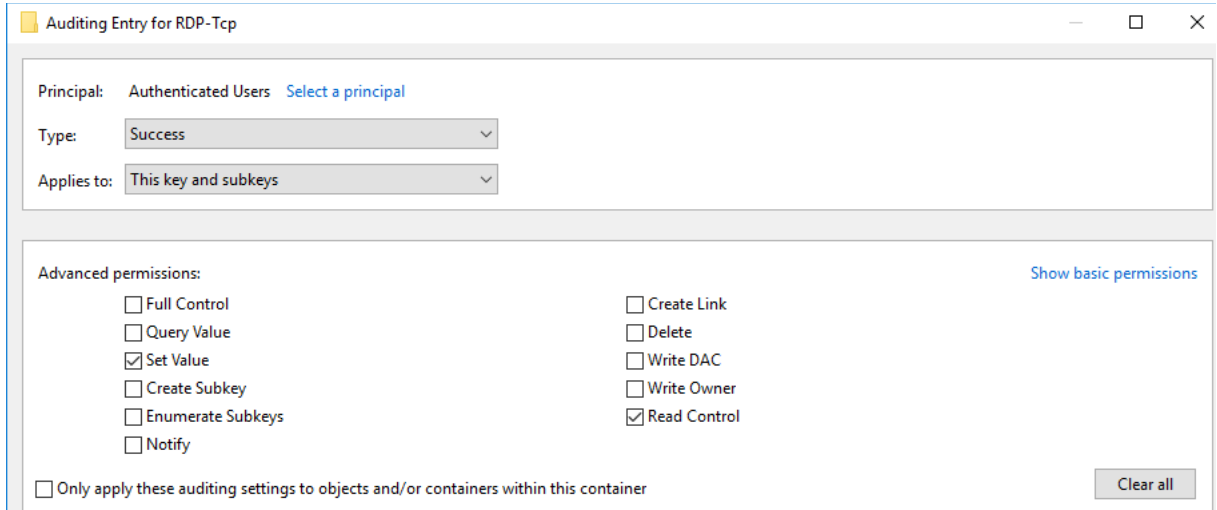 Auditing Entry for RDP-Tcp
Principal: Authenticated Users Select a principal
Type: Success
Applies to: This key and subkeys
Advanced permissions: Show basic permissions
Full Control Create Link
Query Value Delete
Set Value Write DAC
Create Subkey Write Owner
Enumerate Subkeys Read Control
Notify
Only apply these auditing settings to objects and/or containers within this container Clear all